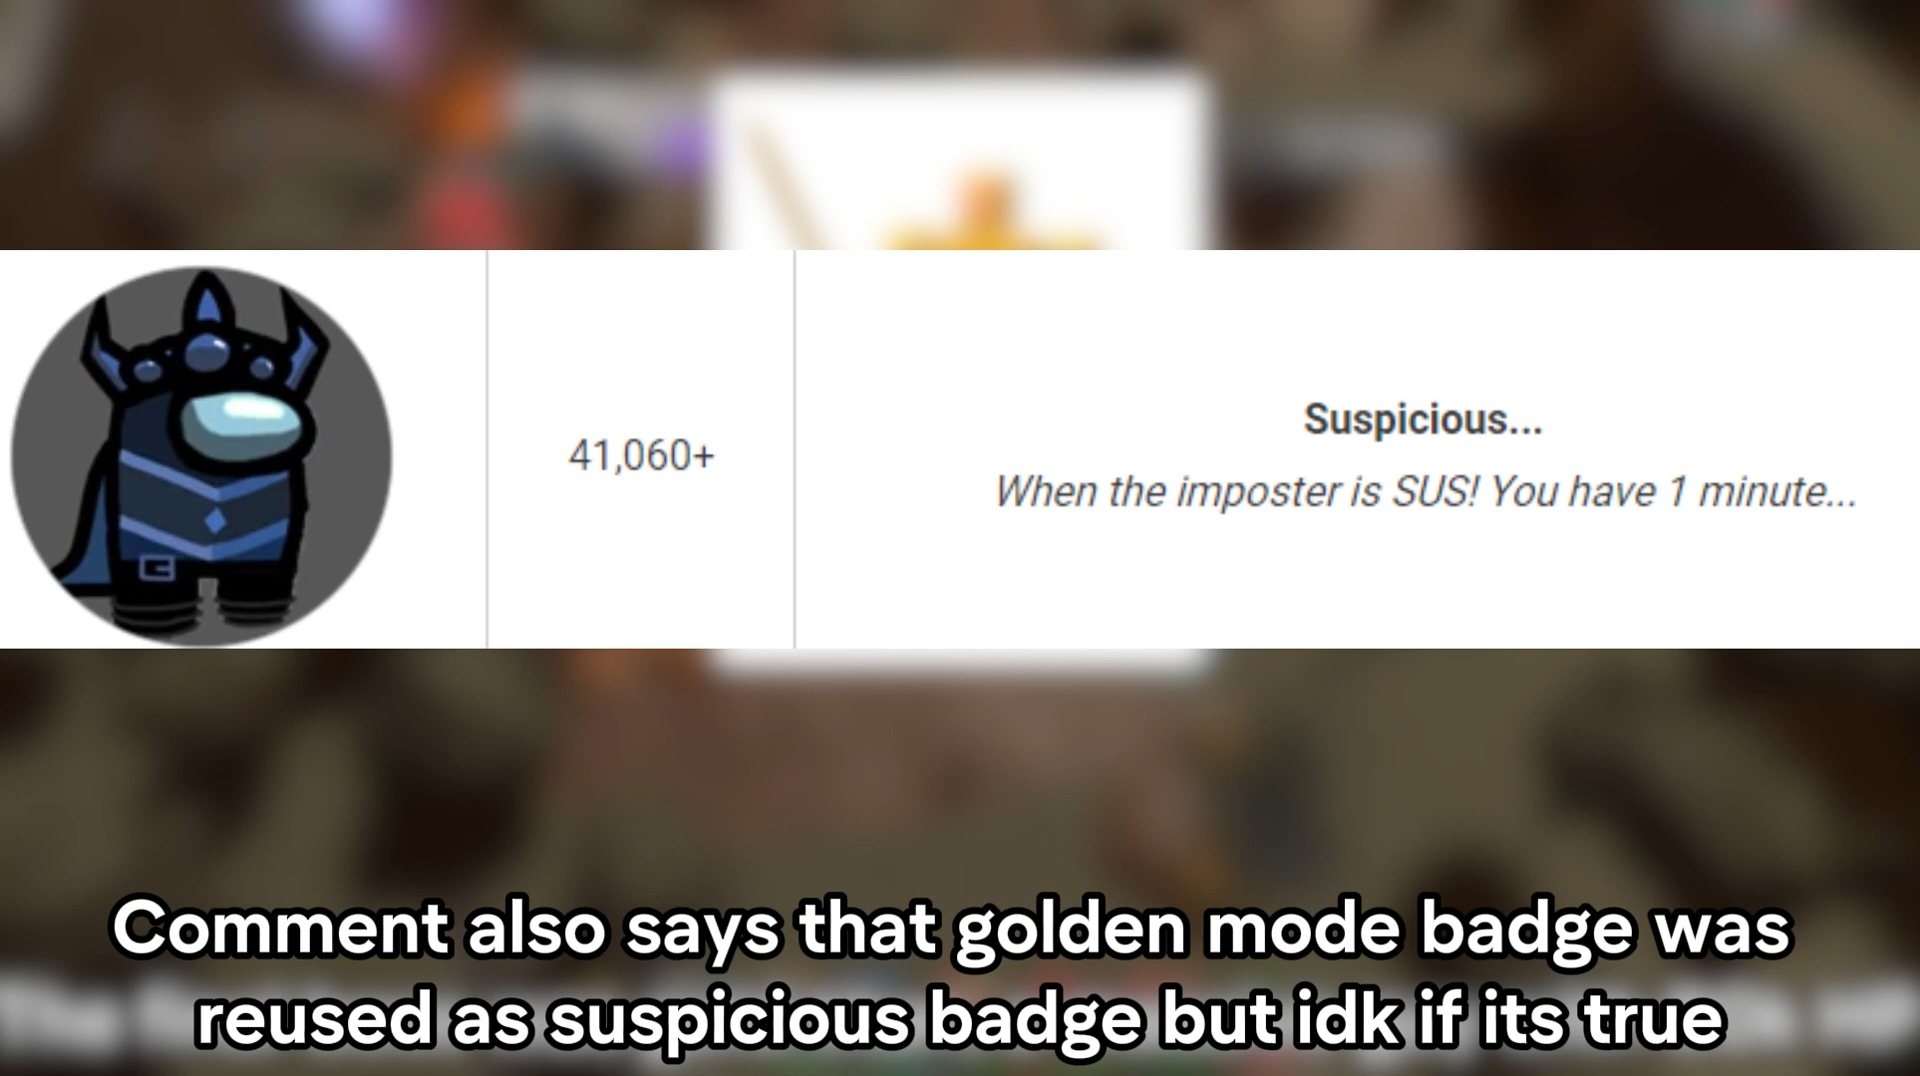 41,060+
Suspicious...
When the imposter is SUS! You have 1 minute...
Comment also says that golden mode badge was
reused as suspicious badge but idk if its true